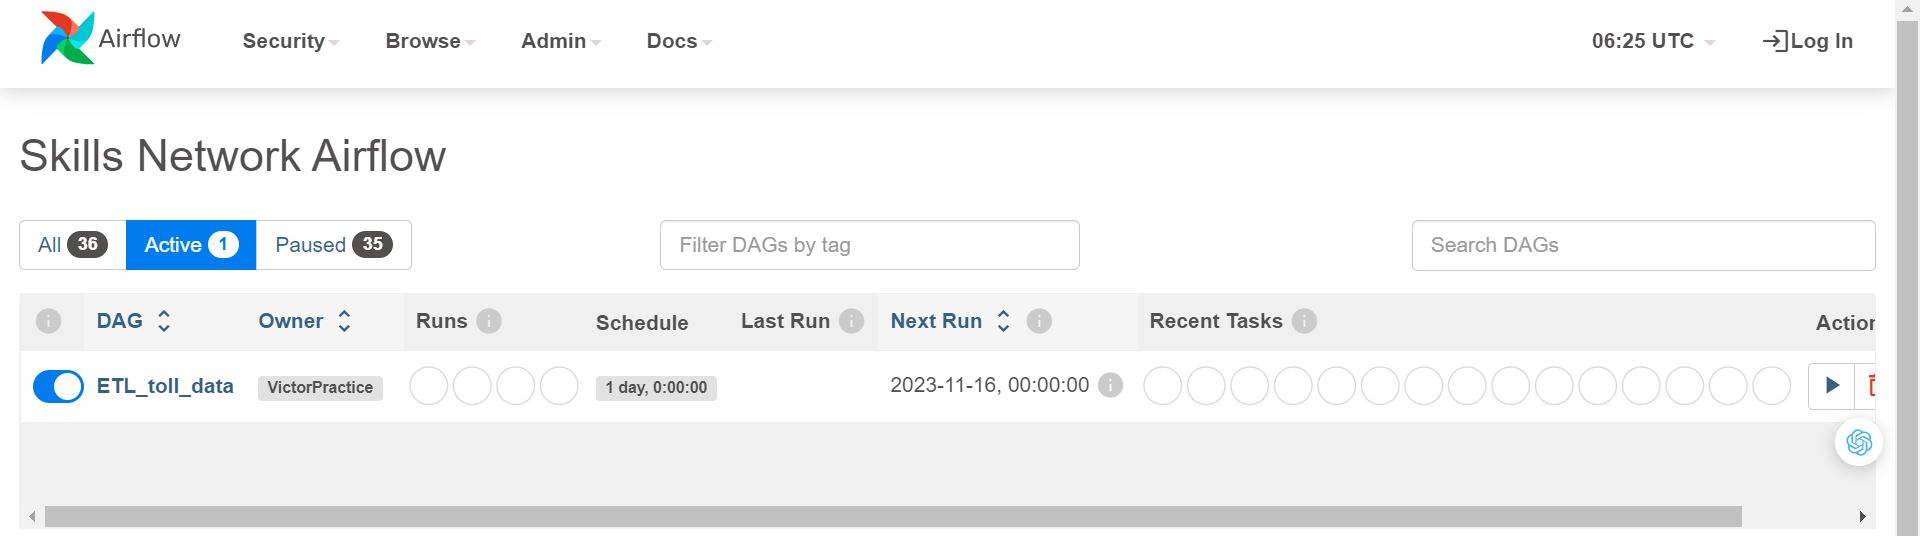 Airflow Security Browse Admin Docs 06:25 UTC Log In
Skills Network Airflow
All 36 Active 1 Paused 35 Filter DAGs by tag Search DAGs
DAG Owner Runs Schedule Last Run Next Run Recent Tasks Action
ETL_toll_data VictorPractice 1 day, 0:00:00 2023-11-16, 00:00:00